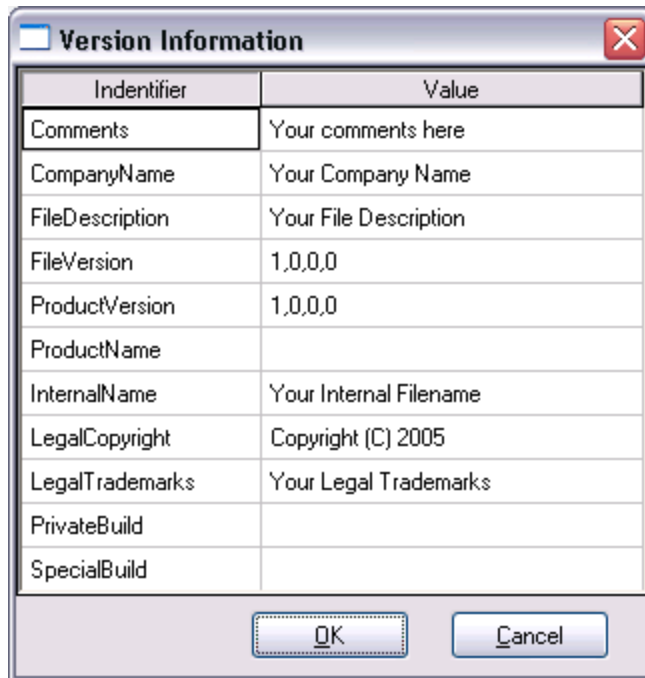 Version Information
Indentifier Value
Comments Your comments here
CompanyName Your Company Name
FileDescription Your File Description
FileVersion 1,0,0,0
ProductVersion 1,0,0,0
ProductName
InternalName Your Internal Filename
LegalCopyright Copyright (C) 2005
LegalTrademarks Your Legal Trademarks
PrivateBuild
SpecialBuild
OK Cancel